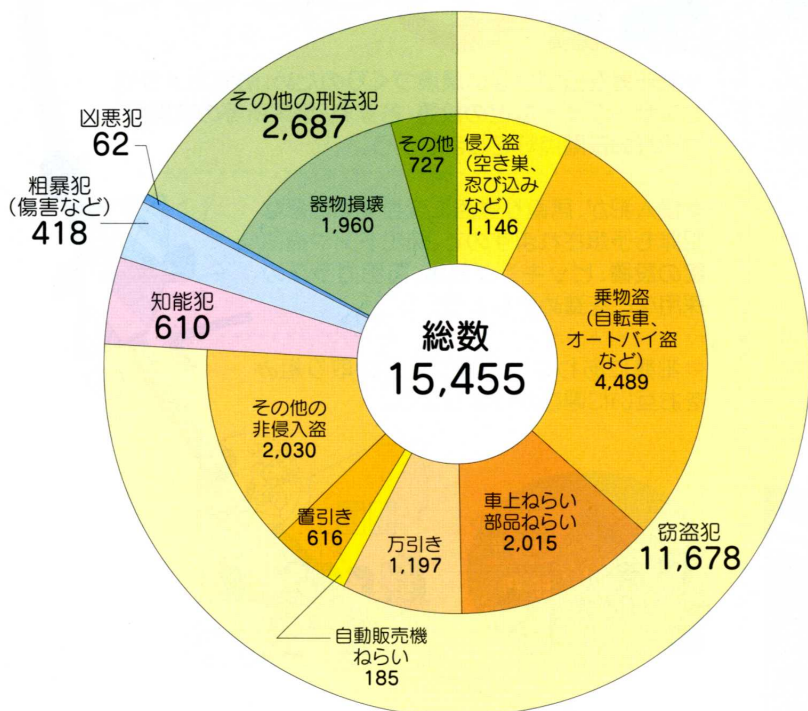 総数
15,455
窃盗犯
11,678
侵入盗
(空き巣、
忍び込み
など)
1,146
乗物盗
(自転車、
オートバイ盗
など)
4,489
車上ねらい
部品ねらい
2,015
万引き
1,197
自動販売機
ねらい
185
置引き
616
その他の
非侵入盗
2,030
知能犯
610
粗暴犯
(傷害など)
418
凶悪犯
62
その他の刑法犯
2,687
器物損壊
1,960
その他
727